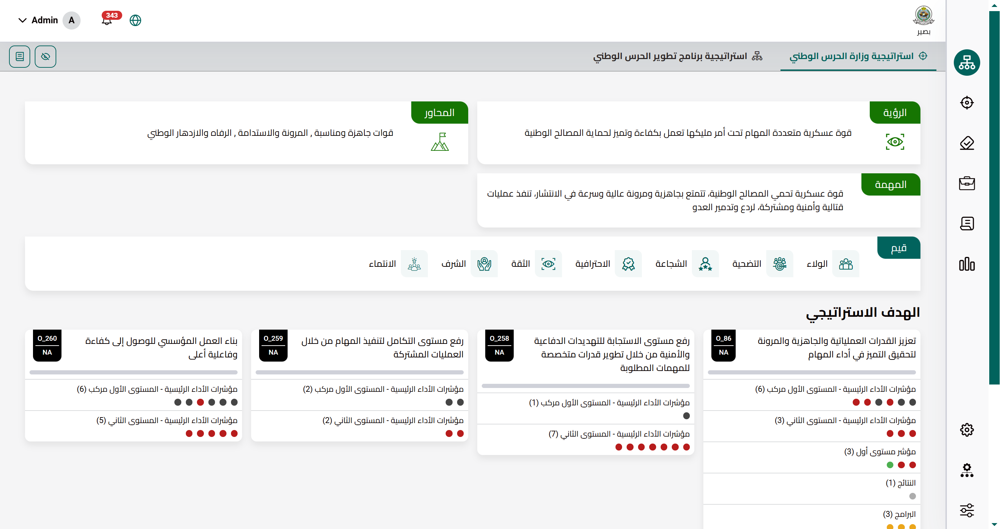 بصير
343
A
Admin
استراتيجية وزارة الحرس الوطني
استراتيجية برنامج تطوير الحرس الوطني
الرؤية
قوة عسكرية متعددة المهام تحت أمر مليكها تعمل بكفاءة وتميز لحماية المصالح الوطنية
المحاور
قوات جاهزة ومناسبة , المرونة والاستدامة , الرفاه والازدهار الوطني
المهمة
قوة عسكرية تحمي المصالح الوطنية، تتمتع بجاهزية ومرونة عالية وسرعة في الانتشار، تنفذ عمليات
قتالية وأمنية ومشتركة، لردع وتدمير العدو
قيم
الولاء
التضحية
الشجاعة
الاحترافية
الثقة
الشرف
الانتماء
الهدف الاستراتيجي
تعزيز القدرات العملياتية والجاهزية والمرونة
لتحقيق التميز في أداء المهام
O_86
NA
مؤشرات الأداء الرئيسية - المستوى الأول مركب (6)
مؤشرات الأداء الرئيسية - المستوى الثاني (3)
مؤشر مستوى أول (3)
النتائج (1)
البرامج (3)
رفع مستوى الاستجابة للتهديدات الدفاعية
والأمنية من خلال تطوير قدرات متخصصة
للمهمات المطلوبة
O_258
NA
مؤشرات الأداء الرئيسية - المستوى الأول مركب (1)
مؤشرات الأداء الرئيسية - المستوى الثاني (7)
رفع مستوى التكامل لتنفيذ المهام من خلال
العمليات المشتركة
O_259
NA
مؤشرات الأداء الرئيسية - المستوى الأول مركب (2)
مؤشرات الأداء الرئيسية - المستوى الثاني (2)
بناء العمل المؤسسي للوصول إلى كفاءة
وفاعلية أعلى
O_260
NA
مؤشرات الأداء الرئيسية - المستوى الأول مركب (6)
مؤشرات الأداء الرئيسية - المستوى الثاني (5)